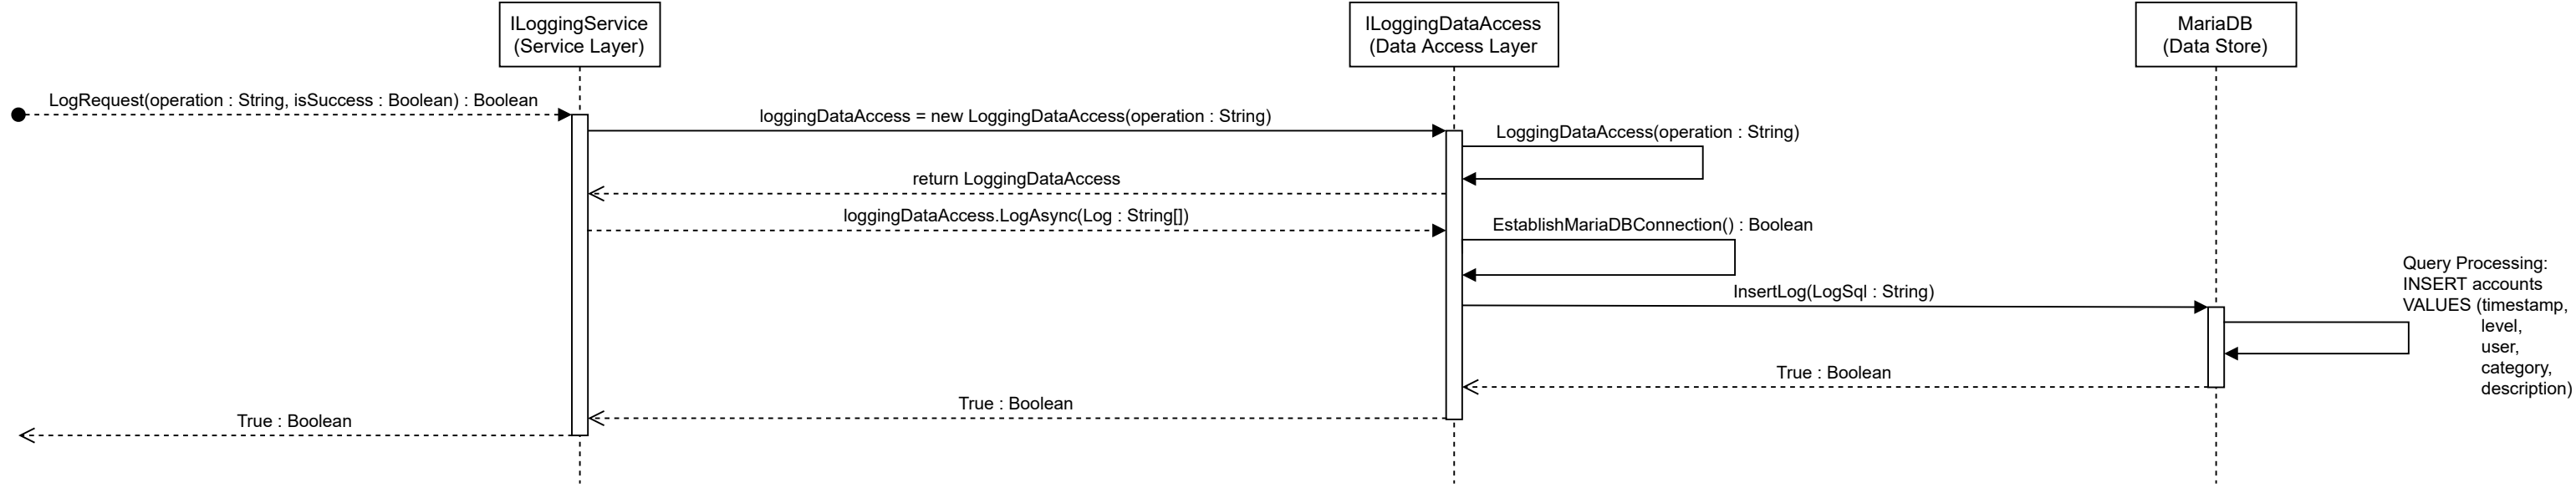 ILoggingService
(Service Layer)
ILoggingDataAccess
(Data Access Layer
MariaDB
(Data Store)
LogRequest(operation : String, isSuccess : Boolean) : Boolean
loggingDataAccess = new LoggingDataAccess(operation : String)
LoggingDataAccess(operation : String)
return LoggingDataAccess
loggingDataAccess.LogAsync(Log : String[])
EstablishMariaDBConnection() : Boolean
InsertLog(LogSql : String)
Query Processing:
INSERT accounts
VALUES (timestamp,
level,
user,
category,
description)
True : Boolean
True : Boolean
True : Boolean